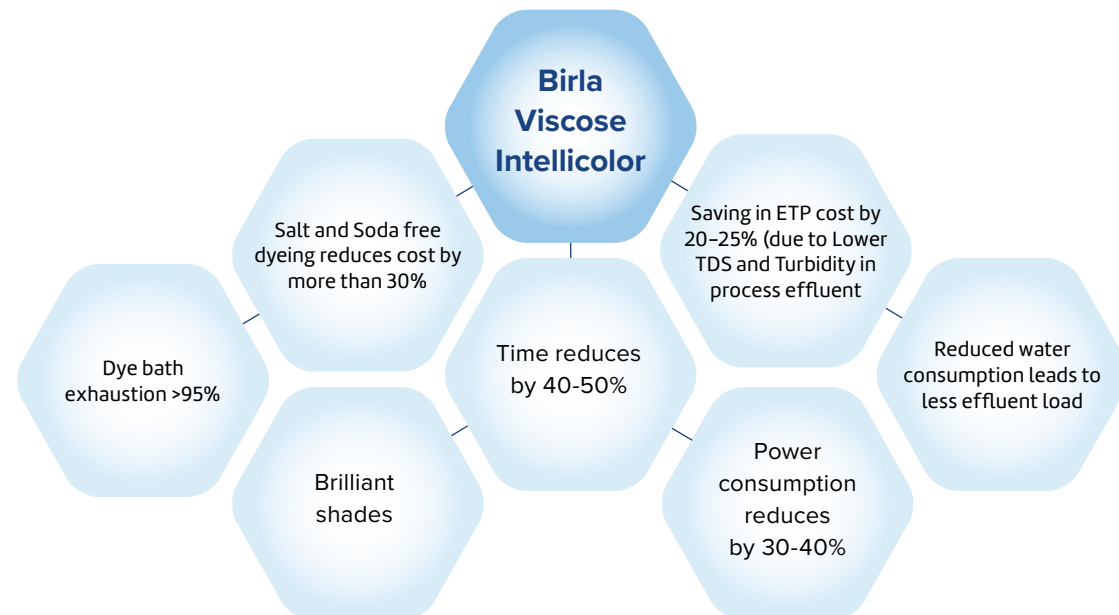 Birla
Viscose
Intellicolor
Salt and Soda free
dyeing reduces cost by
more than 30%
Saving in ETP cost by
20–25% (due to Lower
TDS and Turbidity in
process effluent
Dye bath
exhaustion >95%
Time reduces
by 40-50%
Reduced water
consumption leads to
less effluent load
Brilliant
shades
Power
consumption
reduces
by 30-40%